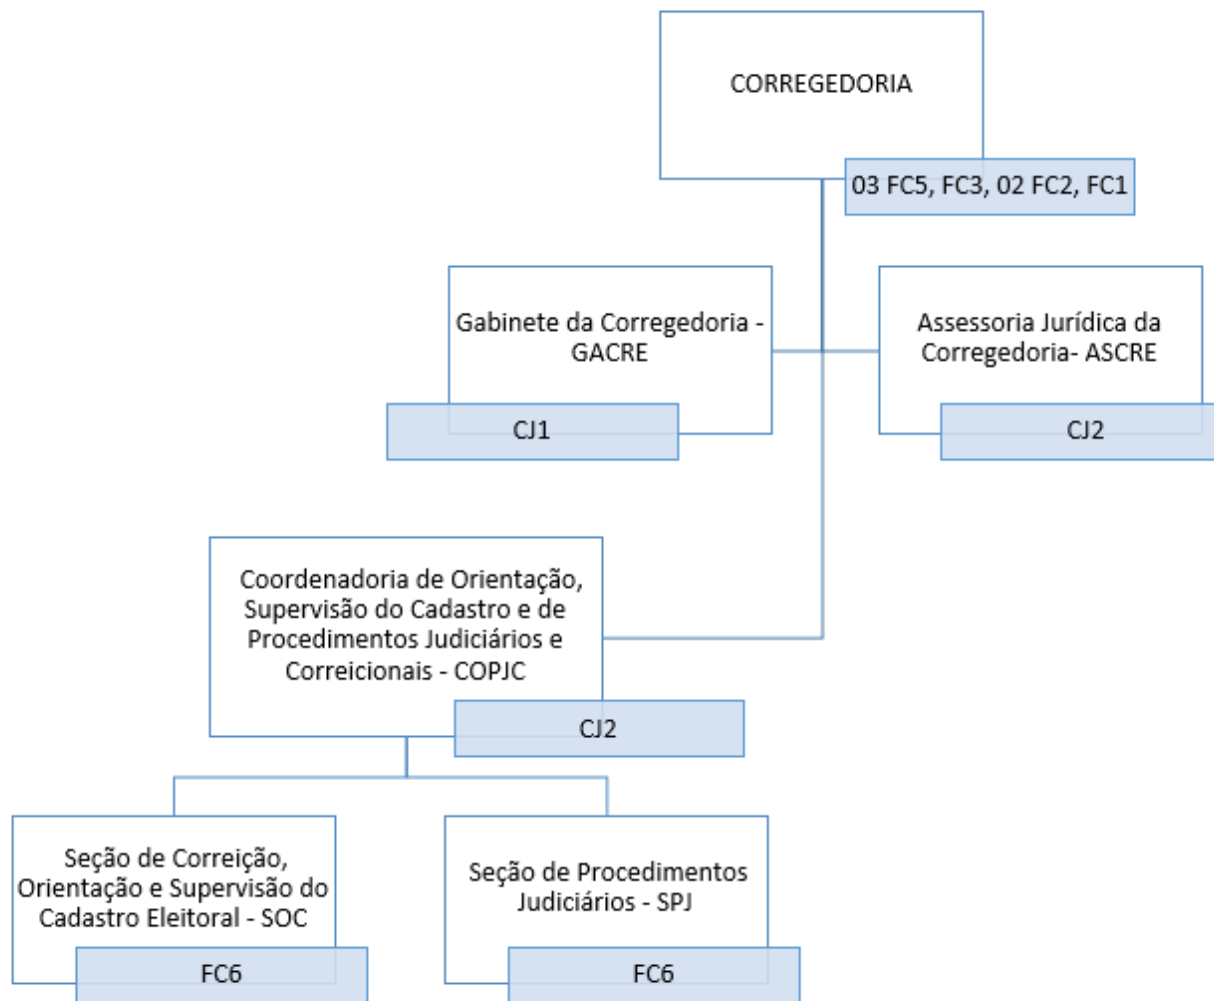 CORREGEDORIA
03 FC5, FC3, 02 FC2, FC1
Gabinete da Corregedoria -
GACRE
CJ1
Assessoria Jurídica da
Corregedoria- ASCRE
CJ2
Coordenadoria de Orientação,
Supervisão do Cadastro e de
Procedimentos Judiciários e
Correicionais - COPJC
CJ2
Seção de Correição,
Orientação e Supervisão do
Cadastro Eleitoral - SOC
FC6
Seção de Procedimentos
Judiciários - SPJ
FC6